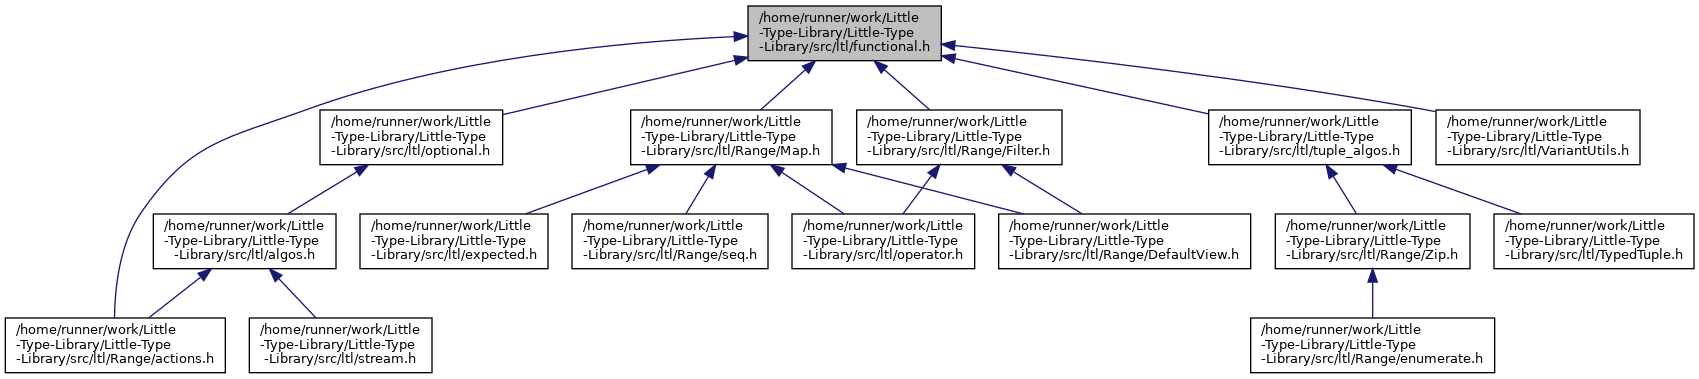 /home/runner/work/Little
-Type-Library/Little-Type
-Library/src/ltl/functional.h
/home/runner/work/Little
-Type-Library/Little-Type
-Library/src/ltl/optional.h
/home/runner/work/Little
-Type-Library/Little-Type
-Library/src/ltl/Range/Map.h
/home/runner/work/Little
-Type-Library/Little-Type
-Library/src/ltl/Range/Filter.h
/home/runner/work/Little
-Type-Library/Little-Type
-Library/src/ltl/tuple_algos.h
/home/runner/work/Little
-Type-Library/Little-Type
-Library/src/ltl/VariantUtils.h
/home/runner/work/Little
-Type-Library/Little-Type
-Library/src/ltl/algos.h
/home/runner/work/Little
-Type-Library/Little-Type
-Library/src/ltl/expected.h
/home/runner/work/Little
-Type-Library/Little-Type
-Library/src/ltl/Range/seq.h
/home/runner/work/Little
-Type-Library/Little-Type
-Library/src/ltl/operator.h
/home/runner/work/Little
-Type-Library/Little-Type
-Library/src/ltl/Range/DefaultView.h
/home/runner/work/Little
-Type-Library/Little-Type
-Library/src/ltl/Range/Zip.h
/home/runner/work/Little
-Type-Library/Little-Type
-Library/src/ltl/TypedTuple.h
/home/runner/work/Little
-Type-Library/Little-Type
-Library/src/ltl/Range/actions.h
/home/runner/work/Little
-Type-Library/Little-Type
-Library/src/ltl/stream.h
/home/runner/work/Little
-Type-Library/Little-Type
-Library/src/ltl/Range/enumerate.h